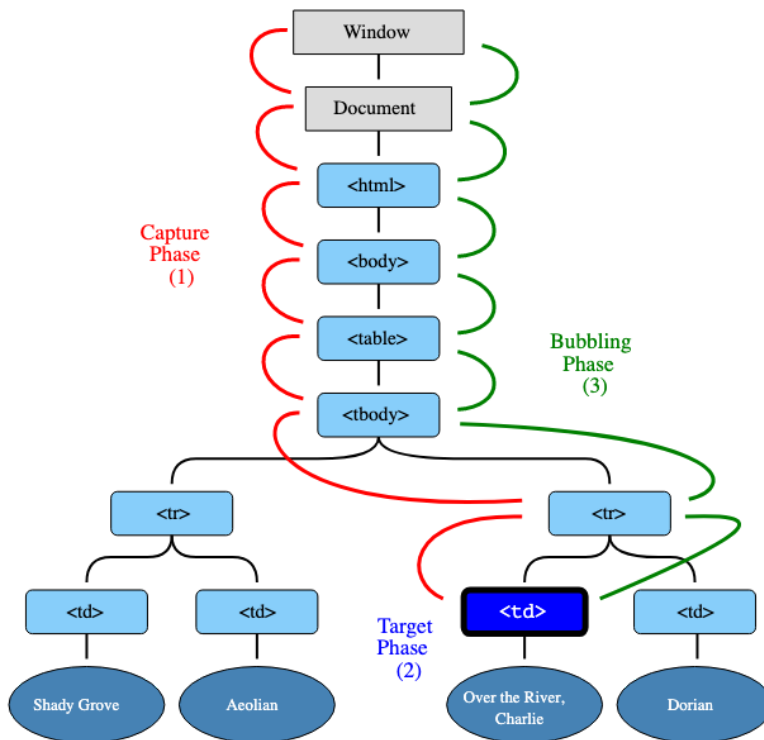 Window
Document
<html>
Capture
Phase
(1)
<body>
<table>
Bubbling
Phase
(3)
<tbody>
<tr>
<tr>
<td>
<td>
<td>
<td>
Target
Phase
(2)
Shady Grove
Aeolian
Over the River,
Charlie
Dorian